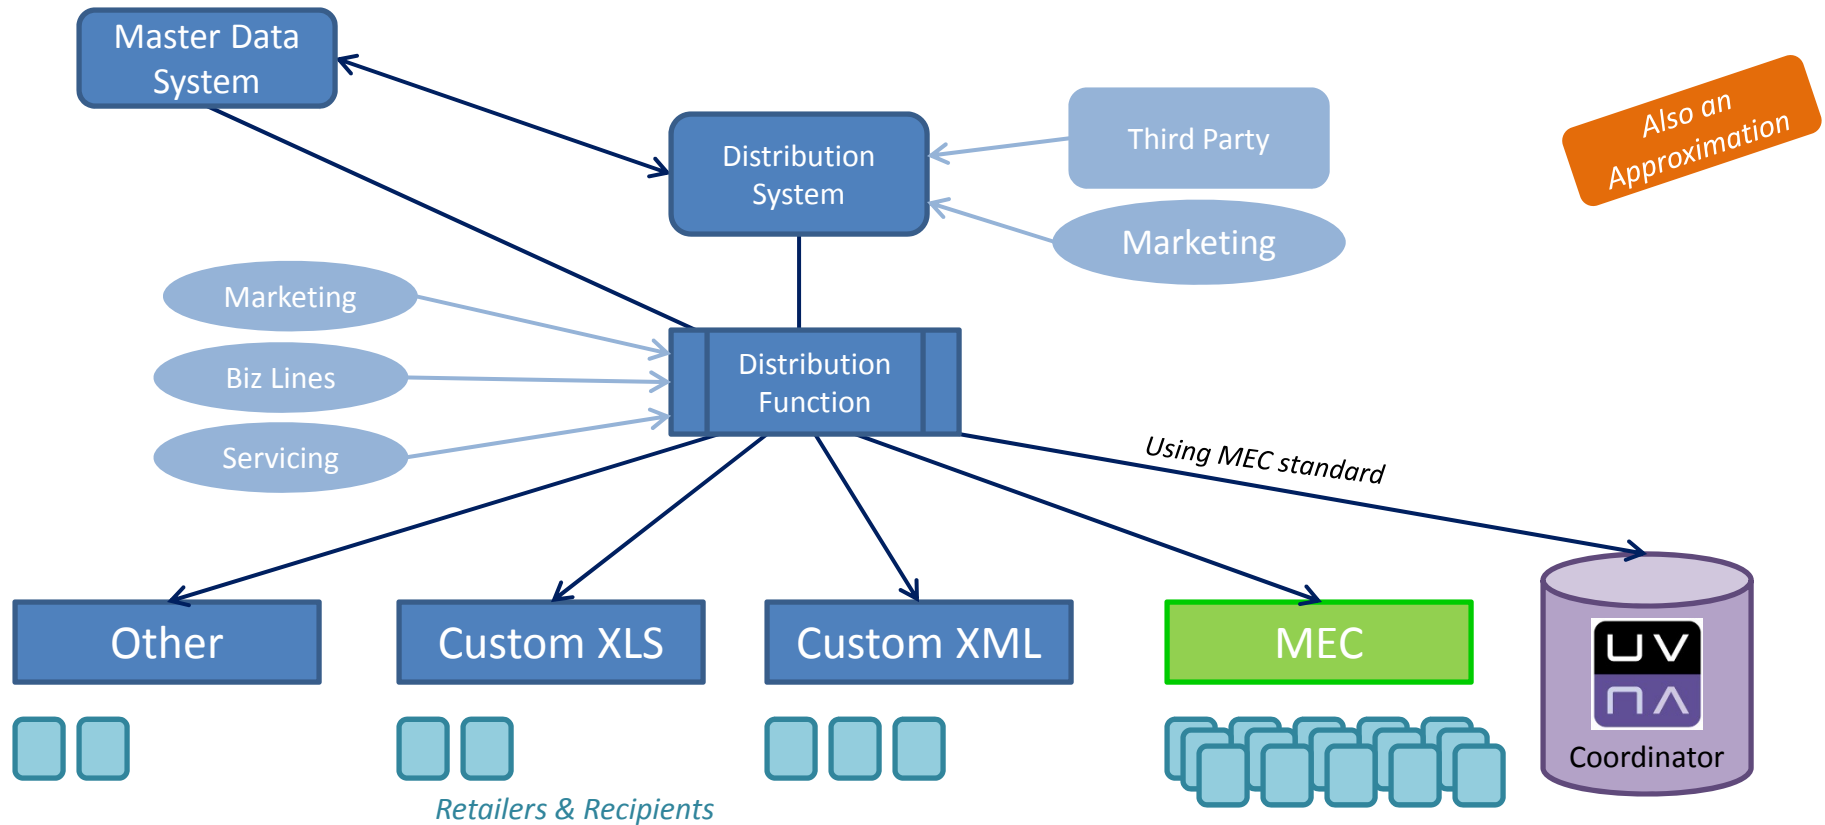 Master Data
System
Distribution
System
Third Party
Marketing
Also an
Approximation
Marketing
Biz Lines
Servicing
Distribution
Function
Using MEC standard
Other
Custom XLS
Custom XML
MEC
UV
Coordinator
Retailers & Recipients